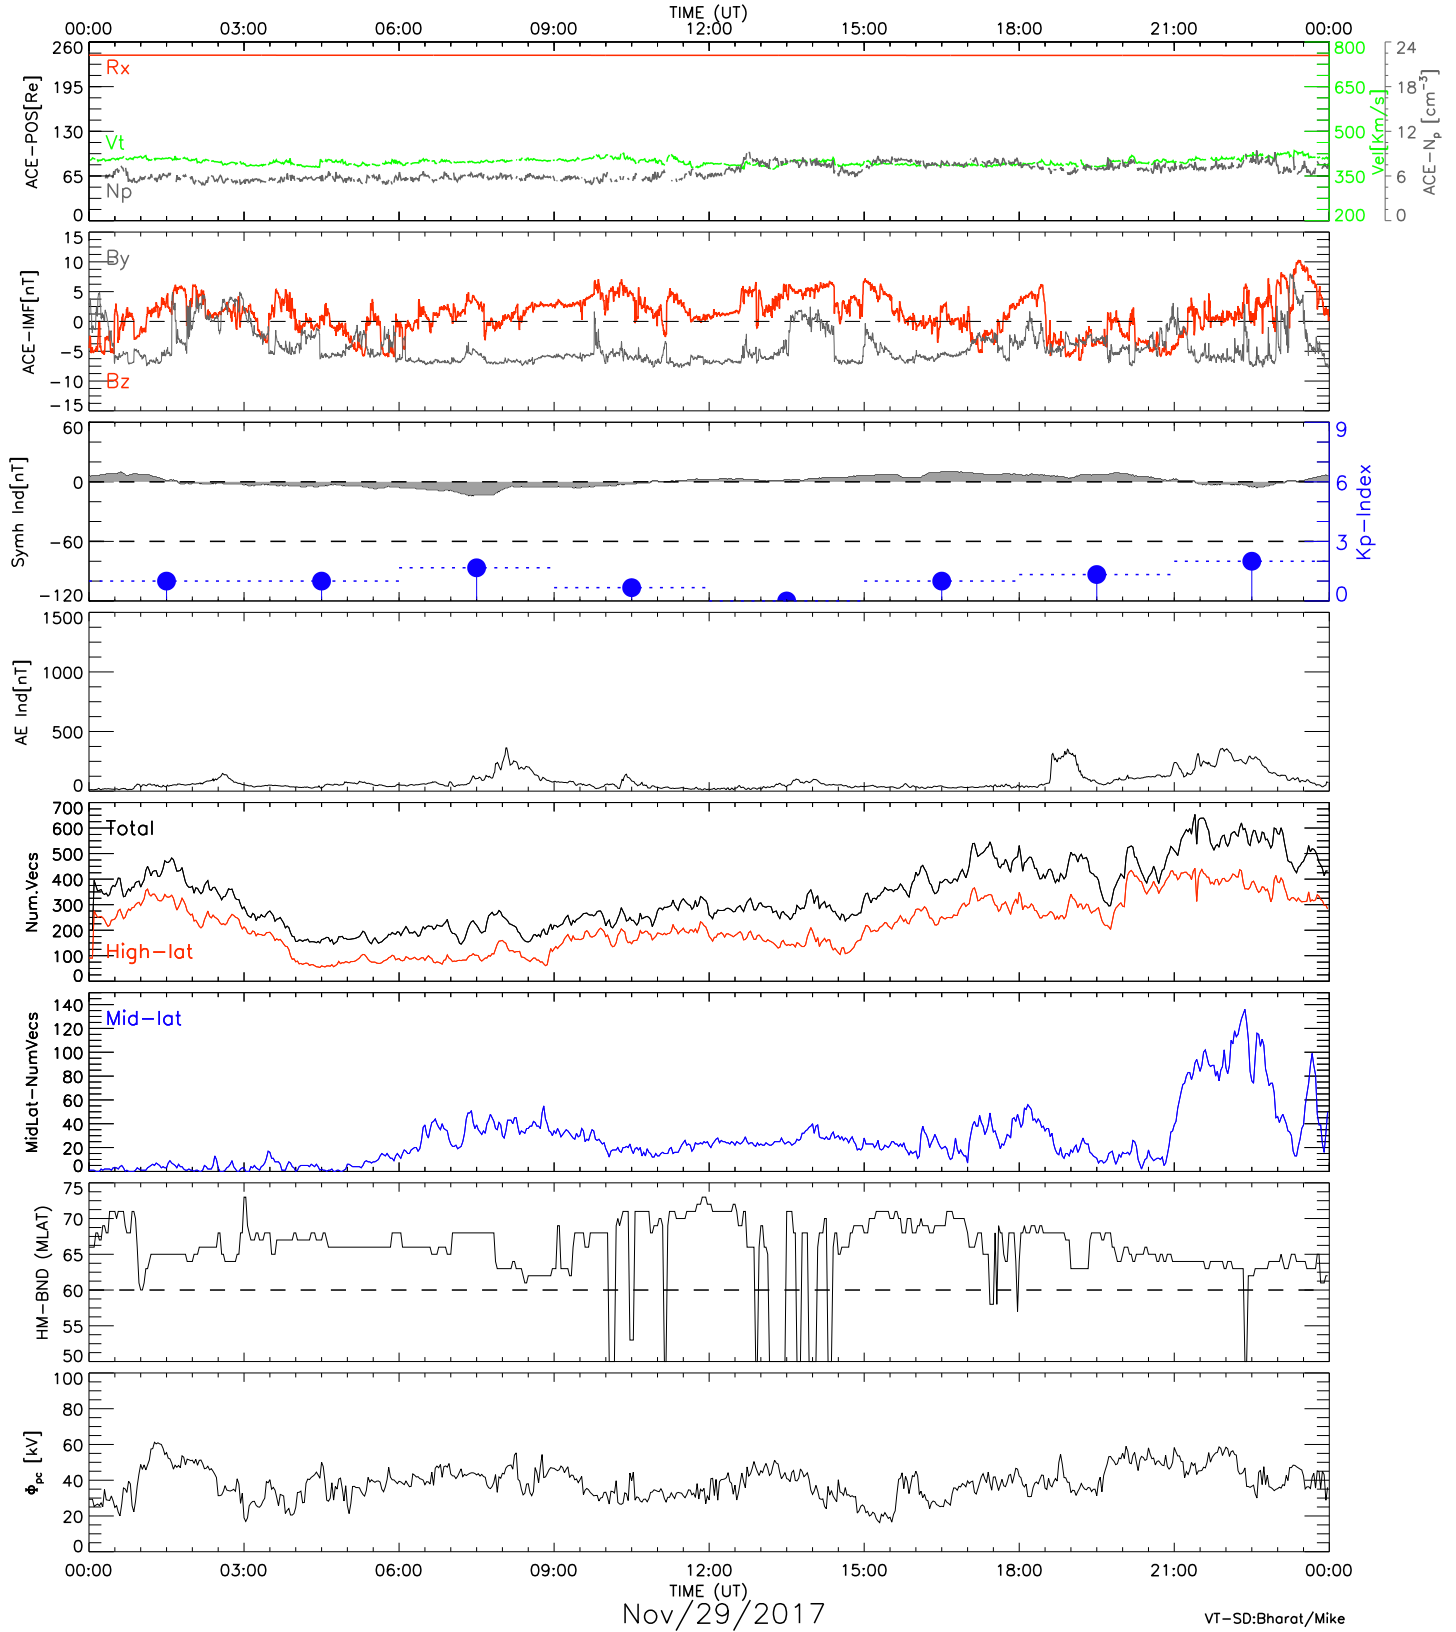 TIME (UT)
00:00 03:00 06:00 09:00 12:00 15:00 18:00 21:00 00:00
260 195 130 65 0
ACE-POS[Re]
Rx
Vt
Np
800 650 500 350 200
Vel[Km/s]
24 18 12 6 0
ACE-Np [cm-3]
15 10 5 0 -5 -10 -15
ACE-IMF[nT]
By
Bz
60 0 -60 -120
Symh Ind[nT]
9 6 3 0
Kp-Index
1500 1000 500 0
AE Ind[nT]
700 600 500 400 300 200 100 0
Num.Vecs
Total
High-lat
140 120 100 80 60 40 20 0
MidLat-NumVecs
Mid-lat
75 70 65 60 55 50
HM-BND (MLAT)
100 80 60 40 20 0
Φpc [kV]
00:00 03:00 06:00 09:00 12:00 15:00 18:00 21:00 00:00
TIME (UT)
Nov/29/2017
VT-SD:Bharat/Mike